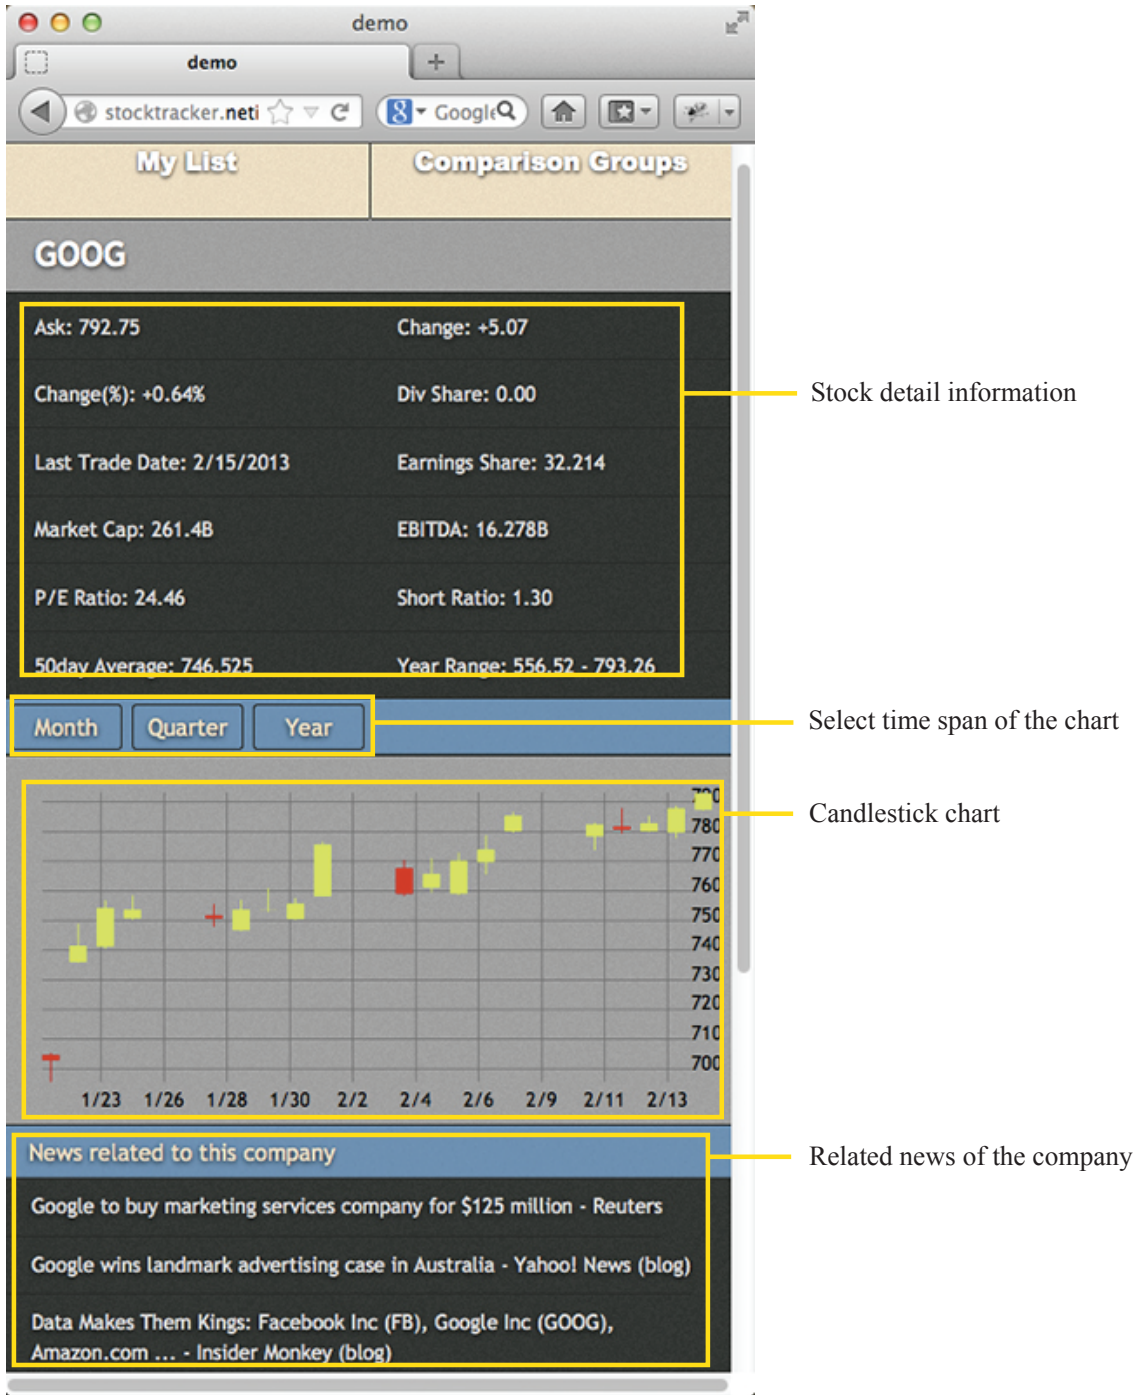 demo
demo
stocktracker.neti
Google
My List
Comparison Groups
GOOG
Ask: 792.75
Change: +5.07
Change(%): +0.64%
Div Share: 0.00
Stock detail information
Last Trade Date: 2/15/2013
Earnings Share: 32.214
Market Cap: 261.4B
EBITDA: 16.278B
P/E Ratio: 24.46
Short Ratio: 1.30
50day Average: 746.525
Year Range: 556.52 - 793.26
Month
Quarter
Year
Select time span of the chart
790
Candlestick chart
780
770
760
750
740
730
720
710
700
1/23 1/26 1/28 1/30 2/2 2/4 2/6 2/9 2/11 2/13
News related to this company
Related news of the company
Google to buy marketing services company for $125 million - Reuters
Google wins landmark advertising case in Australia - Yahoo! News (blog)
Data Makes Them Kings: Facebook Inc (FB), Google Inc (GOOG),
Amazon.com ... - Insider Monkey (blog)